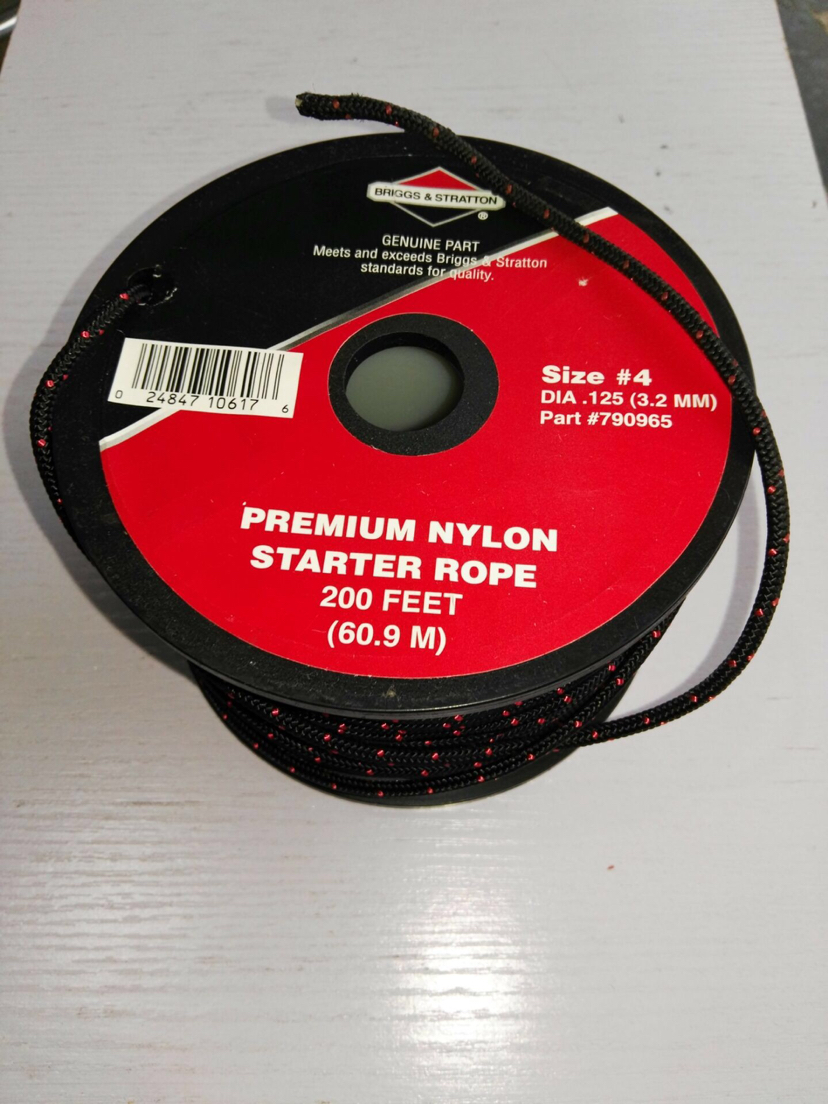 BRIGGS & STRATTON
®
GENUINE PART
Meets and exceeds Briggs & Stratton
standards for quality.
0 24847 10617 6
Size #4
DIA .125 (3.2 MM)
Part #790965
PREMIUM NYLON
STARTER ROPE
200 FEET
(60.9 M)